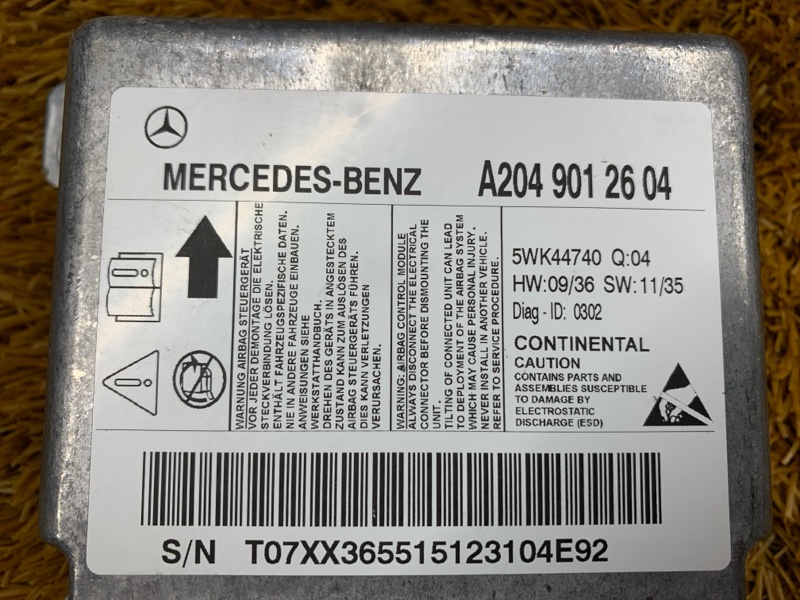 MERCEDES-BENZ
A204 901 26 04
WARNUNG AIRBAG STEUERGERÄT
VOR JEDER DEMONTAGE DIE ELEKTRISCHE
STECKVERBINDUNG LÖSEN.
ENTHÄLT FAHRZEUGSPEZIFISCHE DATEN.
NIE IN ANDERE FAHRZEUGE EINBAUEN.
ANWEISUNGEN SIEHE
WERKSTATTHANDBUCH.
DREHEN DES GERÄTS IN ANGESTECKTEM
ZUSTAND KANN ZUM AUSLÖSEN DES
AIRBAG STEUERGERÄTS FÜHREN.
DIES KANN VERLETZUNGEN
VERURSACHEN.
WARNING: AIRBAG CONTROL MODULE
ALWAYS DISCONNECT THE ELECTRICAL
CONNECTOR BEFORE DISMOUNTING THE
UNIT.
TILTING OF CONNECTED UNIT CAN LEAD
TO DEPLOYMENT OF THE AIRBAG SYSTEM
WHICH MAY CAUSE PERSONAL INJURY.
NEVER INSTALL IN ANOTHER VEHICLE.
REFER TO SERVICE PROCEDURE.
5WK44740 Q:04
HW:09/36 SW:11/35
Diag - ID: 0302
CONTINENTAL
CAUTION
CONTAINS PARTS AND
ASSEMBLIES SUSCEPTIBLE
TO DAMAGE BY
ELECTROSTATIC
DISCHARGE (ESD)
S/N T07XX365515123104E92